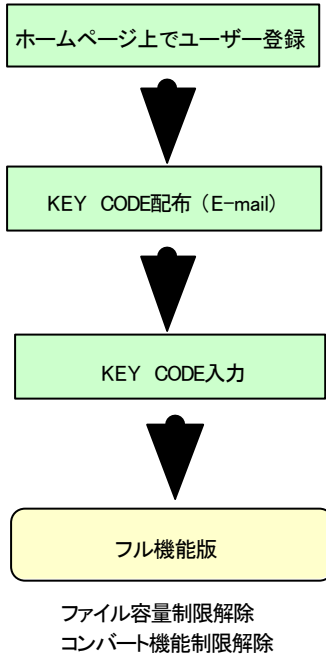 ホームページ上でユーザー登録
KEY CODE配布（E-mail）
KEY CODE入力
フル機能版
ファイル容量制限解除
コンバート機能制限解除